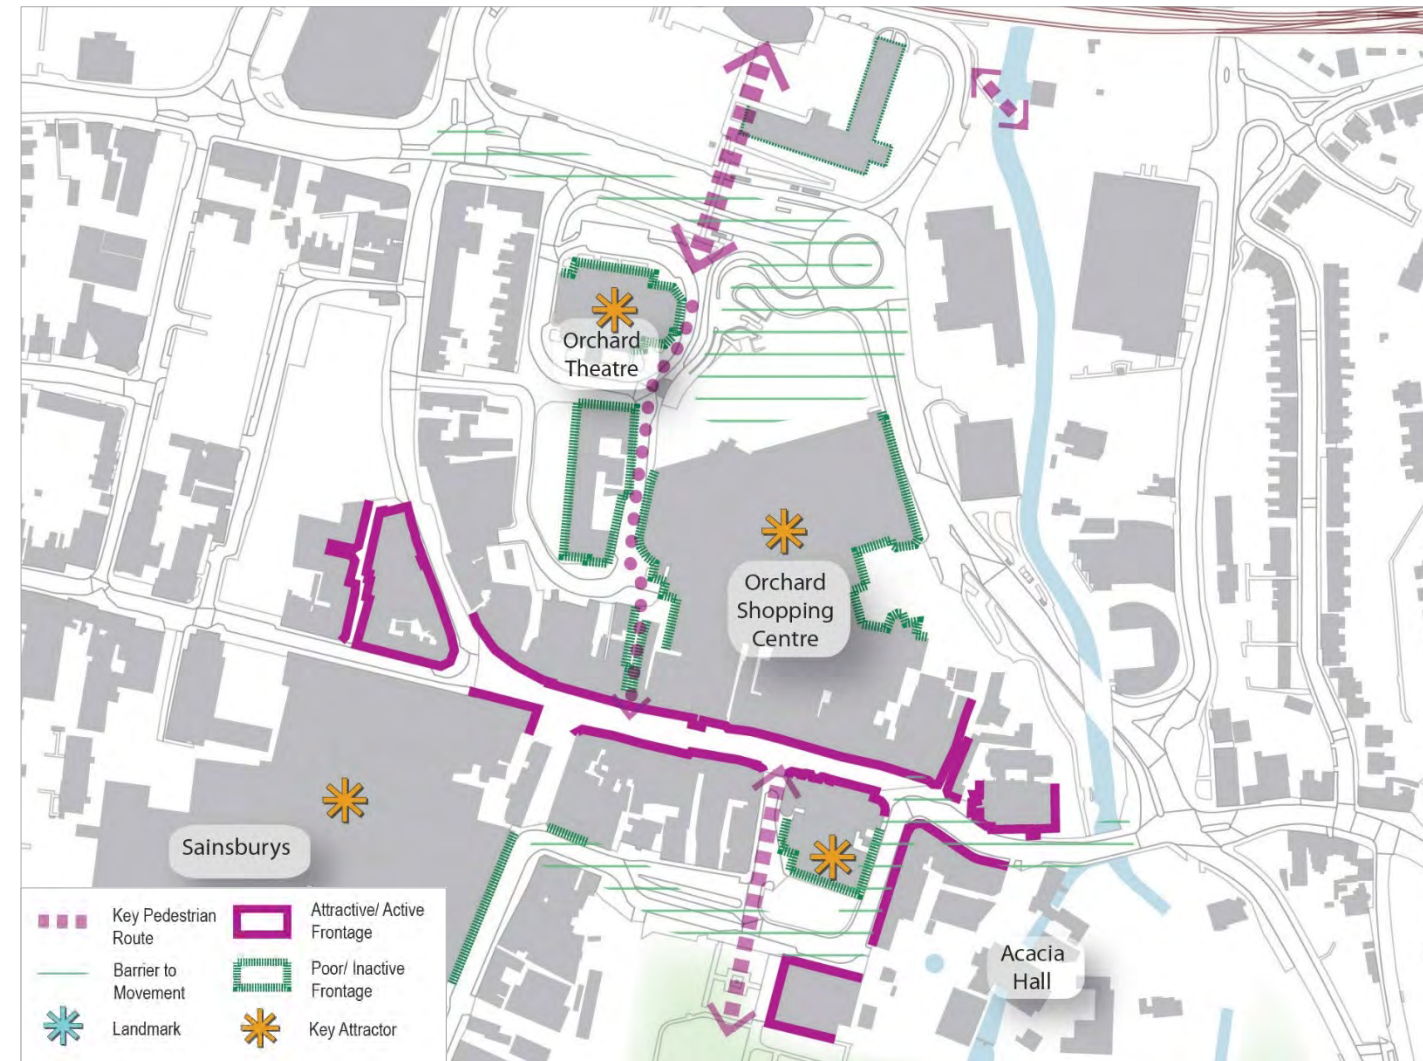 Orchard
Theatre
Orchard
Shopping
Centre
Sainsburys
Acacia
Hall
Key Pedestrian
Route
Attractive/ Active
Frontage
Barrier to
Movement
Poor/ Inactive
Frontage
Landmark
Key Attractor